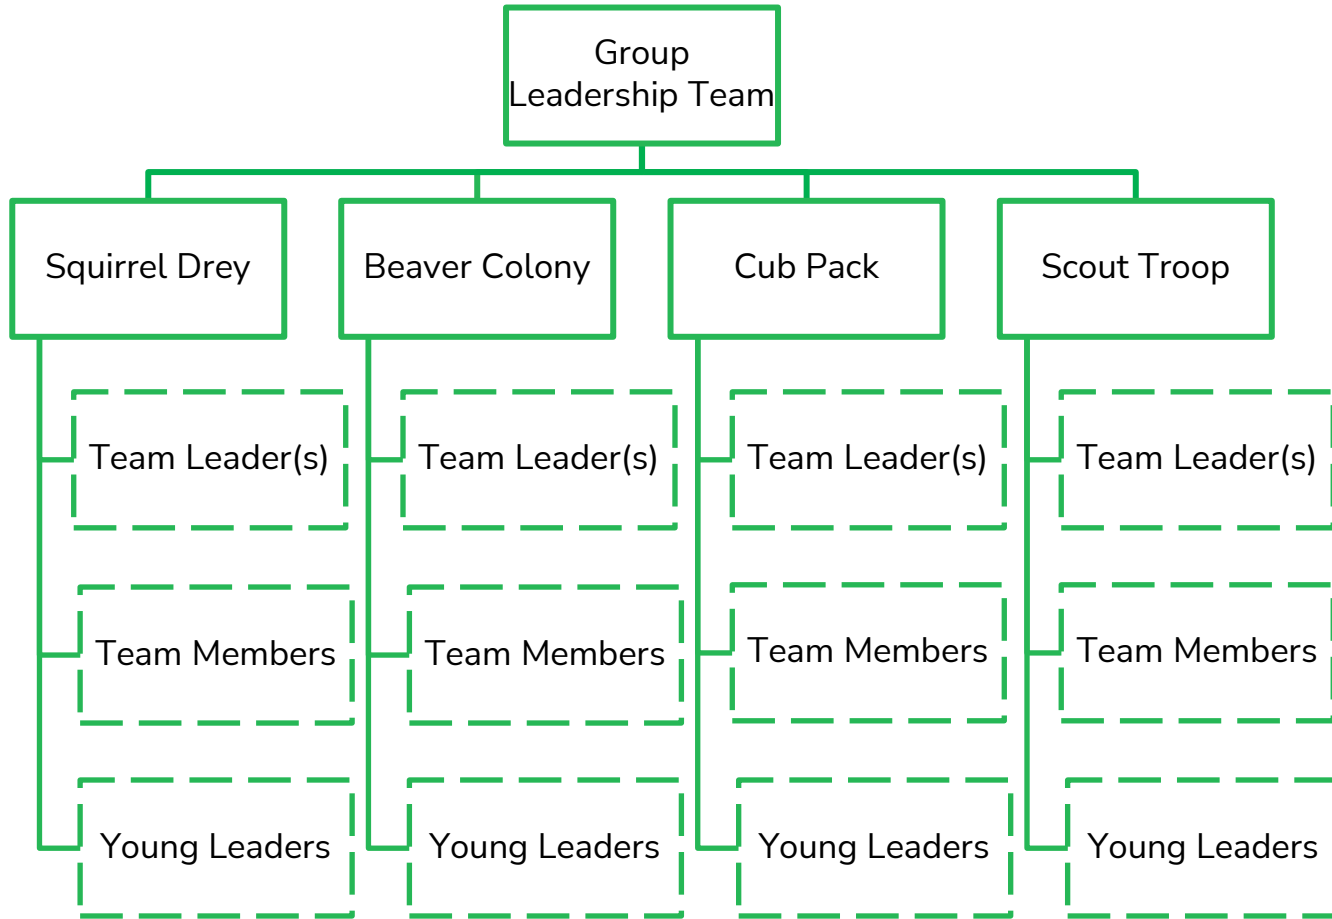 Group
Leadership Team
Squirrel Drey
Beaver Colony
Cub Pack
Scout Troop
Team Leader(s)
Team Leader(s)
Team Leader(s)
Team Leader(s)
Team Members
Team Members
Team Members
Team Members
Young Leaders
Young Leaders
Young Leaders
Young Leaders